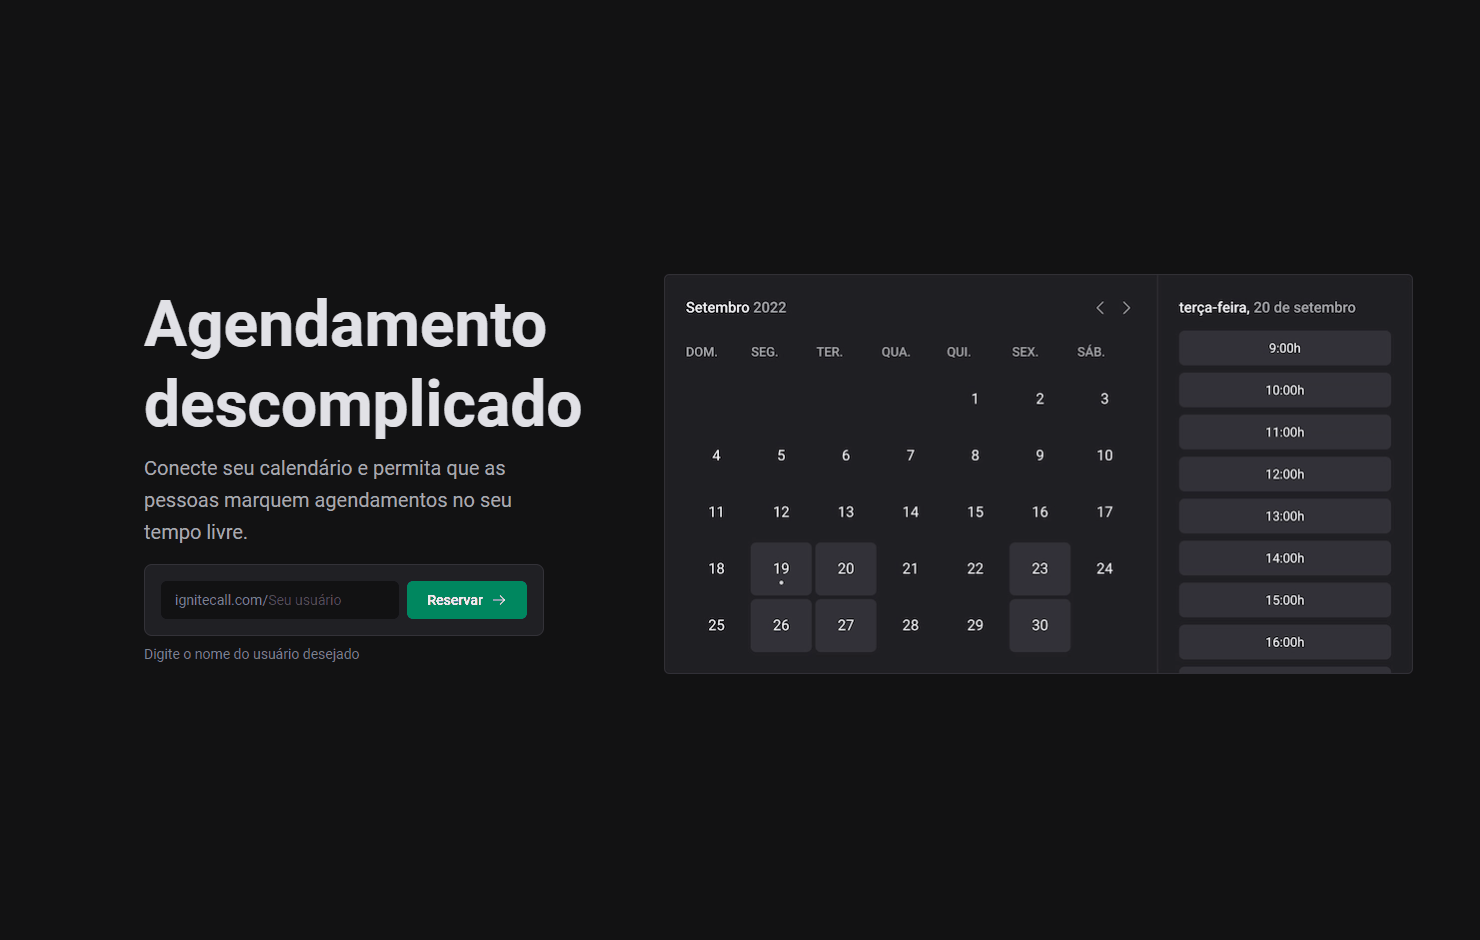 Agendamento
descomplicado
Conecte seu calendário e permita que as
pessoas marquem agendamentos no seu
tempo livre.
ignitecall.com/Seu usuário
Reservar
Digite o nome do usuário desejado
Setembro 2022
DOM. SEG. TER. QUA. QUI. SEX. SÁB.
1 2 3
4 5 6 7 8 9 10
11 12 13 14 15 16 17
18 19 20 21 22 23 24
25 26 27 28 29 30
terça-feira, 20 de setembro
9:00h
10:00h
11:00h
12:00h
13:00h
14:00h
15:00h
16:00h